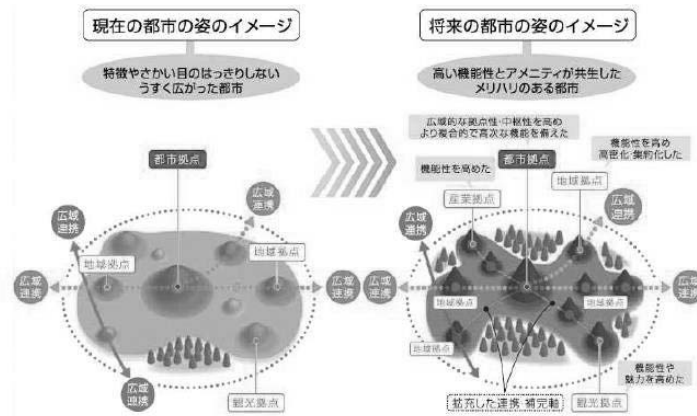 現在の都市の姿のイメージ
特徴やさかい目のはっきりしない
うすく広がった都市
都市拠点
広域
連携
地域拠点
広域
連携
地域拠点
広域
連携
広域
連携
広域
連携
観光拠点
将来の都市の姿のイメージ
高い機能性とアメニティが共生した
メリハリのある都市
広域的な拠点性・中枢性を高め
より複合的で高次な機能を備えた
都市拠点
機能性を高め
高密化・集約化した
地域拠点
機能性を高めた
産業拠点
広域
連携
広域
連携
広域
連携
広域
連携
地域拠点
地域拠点
地域拠点
広域
連携
機能性や
魅力を高めた
観光拠点
拡充した連携・補完軸